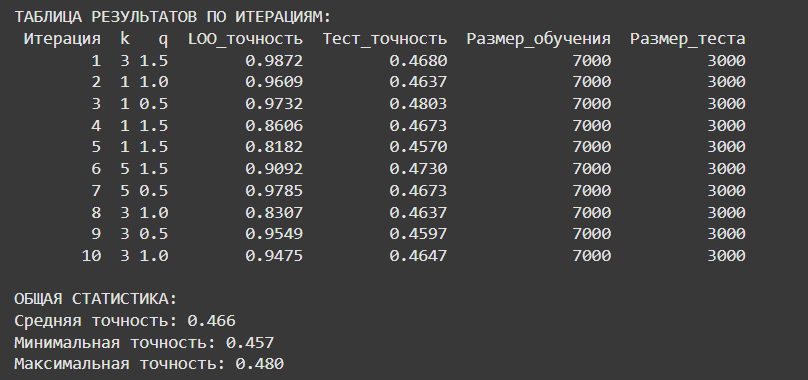 ТАБЛИЦА РЕЗУЛЬТАТОВ ПО ИТЕРАЦИЯМ:
Итерация k q LOO_точность Тест_точность Размер_обучения Размер_теста
1 3 1.5 0.9872 0.4680 7000 3000
2 1 1.0 0.9609 0.4637 7000 3000
3 1 0.5 0.9732 0.4803 7000 3000
4 1 1.5 0.8606 0.4673 7000 3000
5 1 1.5 0.8182 0.4570 7000 3000
6 5 1.5 0.9092 0.4730 7000 3000
7 5 0.5 0.9785 0.4673 7000 3000
8 3 1.0 0.8307 0.4637 7000 3000
9 3 0.5 0.9549 0.4597 7000 3000
10 3 1.0 0.9475 0.4647 7000 3000
ОБЩАЯ СТАТИСТИКА:
Средняя точность: 0.466
Минимальная точность: 0.457
Максимальная точность: 0.480